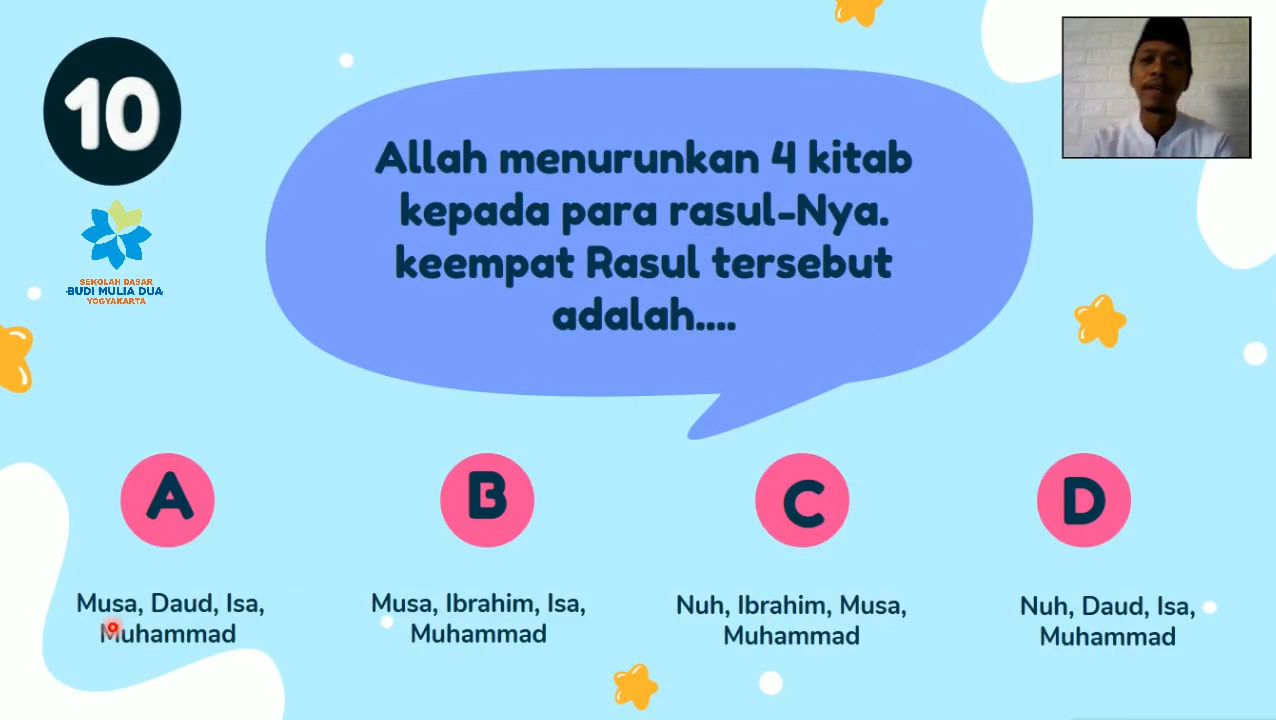 10
SEKOLAH DASAR
BUDI MULIA DUA
YOGYAKARTA
Allah menurunkan 4 kitab
kepada para rasul-Nya.
keempat Rasul tersebut
adalah....
A
Musa, Daud, Isa,
Muhammad
B
Musa, Ibrahim, Isa,
Muhammad
C
Nuh, Ibrahim, Musa,
Muhammad
D
Nuh, Daud, Isa,
Muhammad